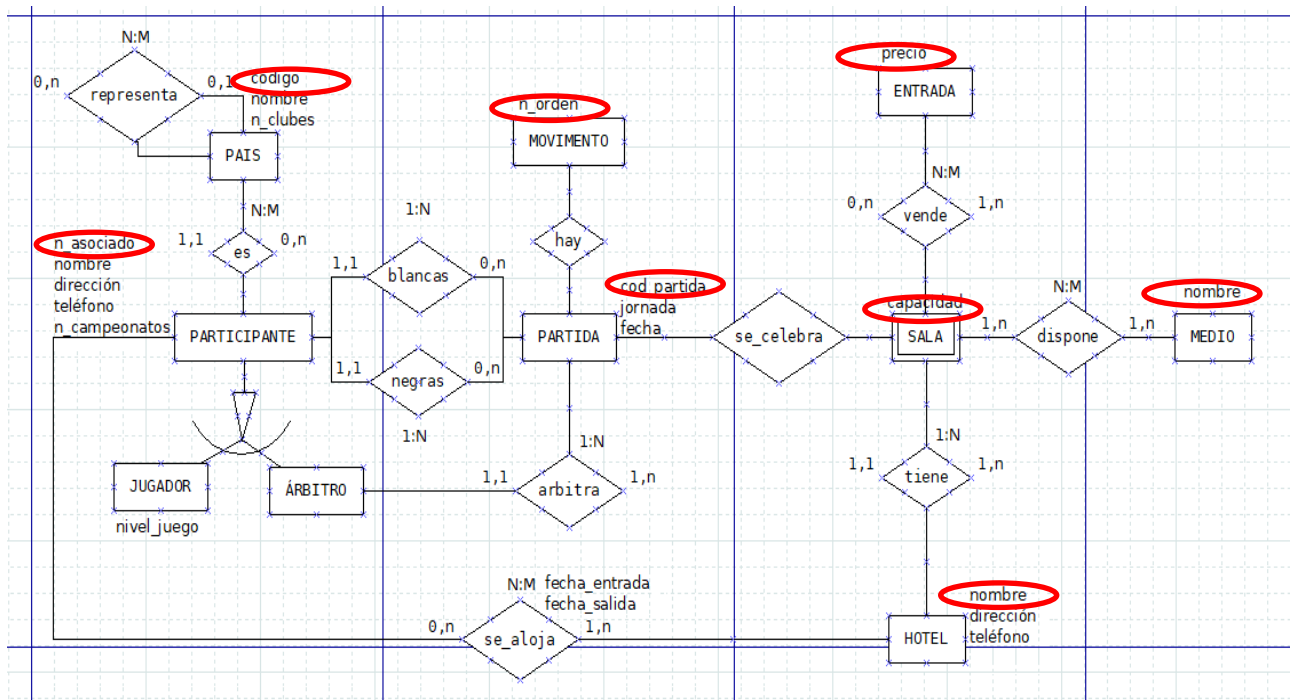 N:M
0,n
representa
0,1
código
nombre
n_clubes
PAIS
N:M
1,1
es
0,n
n_asociado
nombre
dirección
teléfono
n_campeonatos
PARTICIPANTE
JUGADOR
nivel_juego
ÁRBITRO
1:N
1,1
blancas
0,n
1,1
negras
0,n
1:N
n_orden
MOVIMENTO
hay
cod_partida
jornada
fecha
PARTIDA
1:N
1,1
arbitra
1,n
se_celebra
precio
ENTRADA
N:M
0,n
vende
1,n
capacidad
SALA
N:M
1,n
dispone
1,n
nombre
MEDIO
1:N
1,1
tiene
1,n
nombre
dirección
teléfono
HOTEL
N:M
fecha_entrada
fecha_salida
0,n
se_aloja
1,n